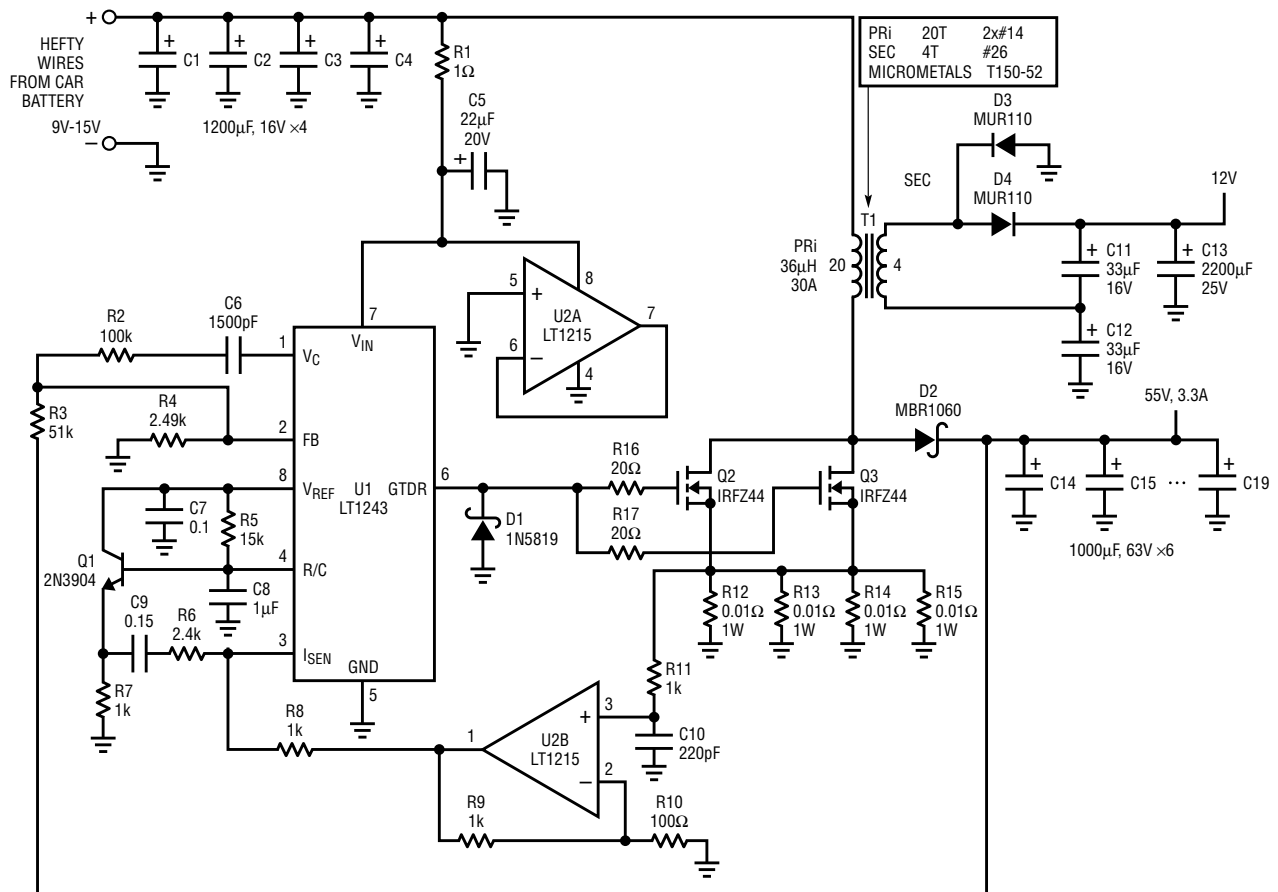 +
HEFTY
WIRES
FROM CAR
BATTERY
9V-15V
–
+
C1
+
C2
+
C3
+
C4
1200µF, 16V ×4
R1
1Ω
C5
22µF
20V
+
PRi 20T 2x#14
SEC 4T #26
MICROMETALS T150-52
D3
MUR110
SEC
D4
MUR110
12V
T1
PRi
36µH
30A
20
4
+
C11
33µF
16V
+
C13
2200µF
25V
+
C12
33µF
16V
5
+
8
U2A
LT1215
7
6
–
4
R2
100k
C6
1500pF
1
VC
7
VIN
R3
51k
R4
2.49k
2
FB
8
VREF
U1
LT1243
GTDR
6
C7
0.1
R5
15k
Q1
2N3904
4
R/C
C8
1µF
C9
0.15
R6
2.4k
3
ISEN
GND
5
R7
1k
D1
1N5819
R16
20Ω
R17
20Ω
Q2
IRFZ44
Q3
IRFZ44
D2
MBR1060
55V, 3.3A
+
C14
+
C15
...
+
C19
1000µF, 63V ×6
R12
0.01Ω
1W
R13
0.01Ω
1W
R14
0.01Ω
1W
R15
0.01Ω
1W
R11
1k
C10
220pF
R8
1k
1
U2B
LT1215
+
3
–
2
R9
1k
R10
100Ω